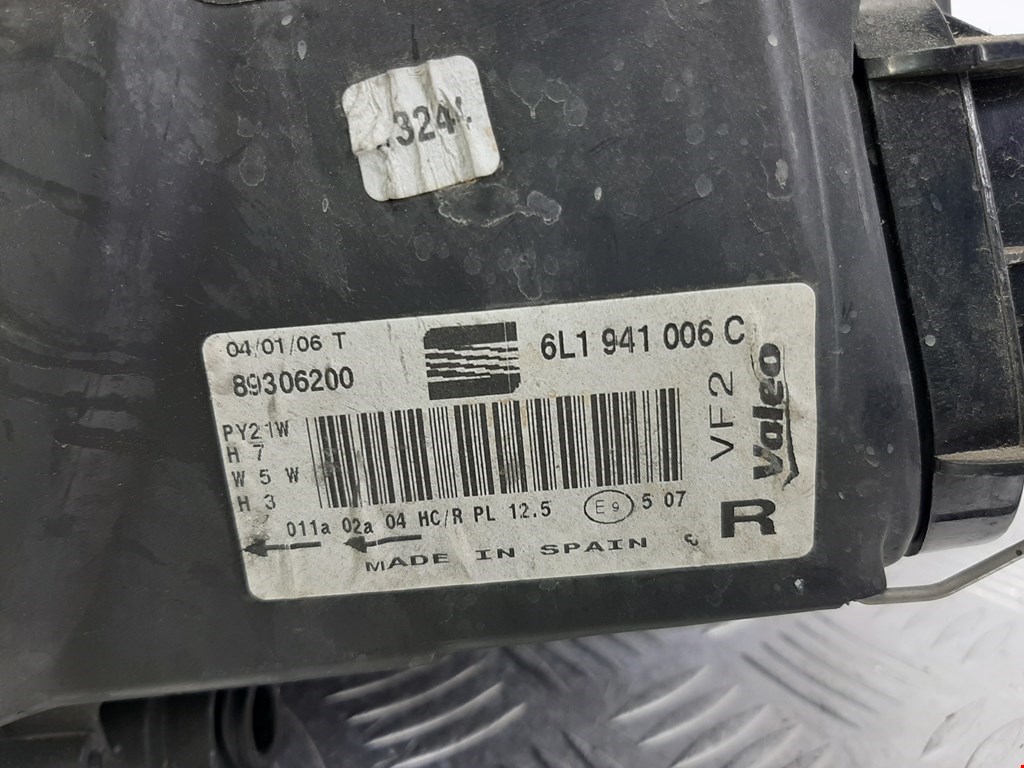 .324
04/01/06 T
6L1 941 006 C
89306200
PY21W
H 7
W 5 W
H 3
VF2
Valeo
011a 02a 04 HC/R PL 12.5 E9 5 07
R
MADE IN SPAIN